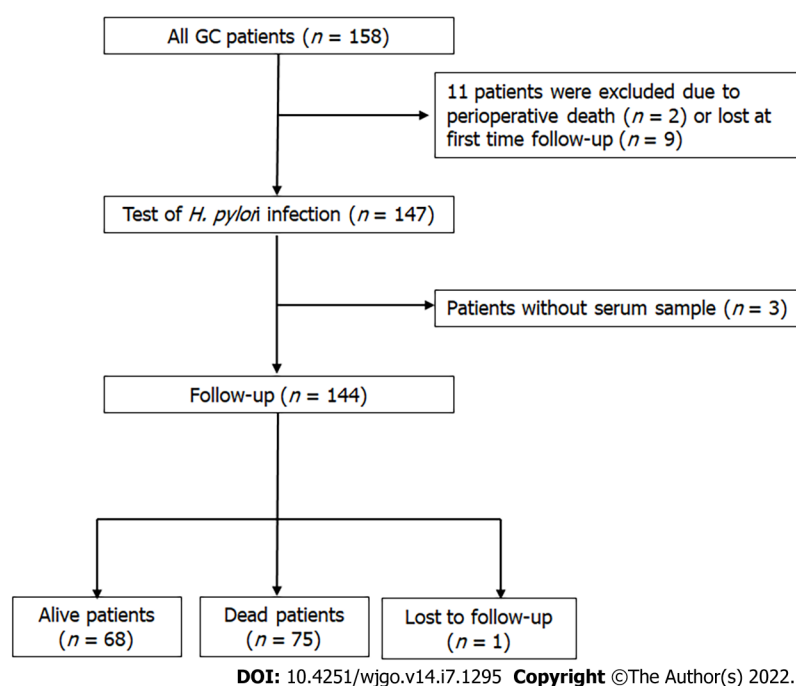 All GC patients (n = 158)
11 patients were excluded due to
perioperative death (n = 2) or lost at
first time follow-up (n = 9)
Test of H. pylori infection (n = 147)
Patients without serum sample (n = 3)
Follow-up (n = 144)
Alive patients
(n = 68)
Dead patients
(n = 75)
Lost to follow-up
(n = 1)
DOI: 10.4251/wjgo.v14.i7.1295 Copyright ©The Author(s) 2022.